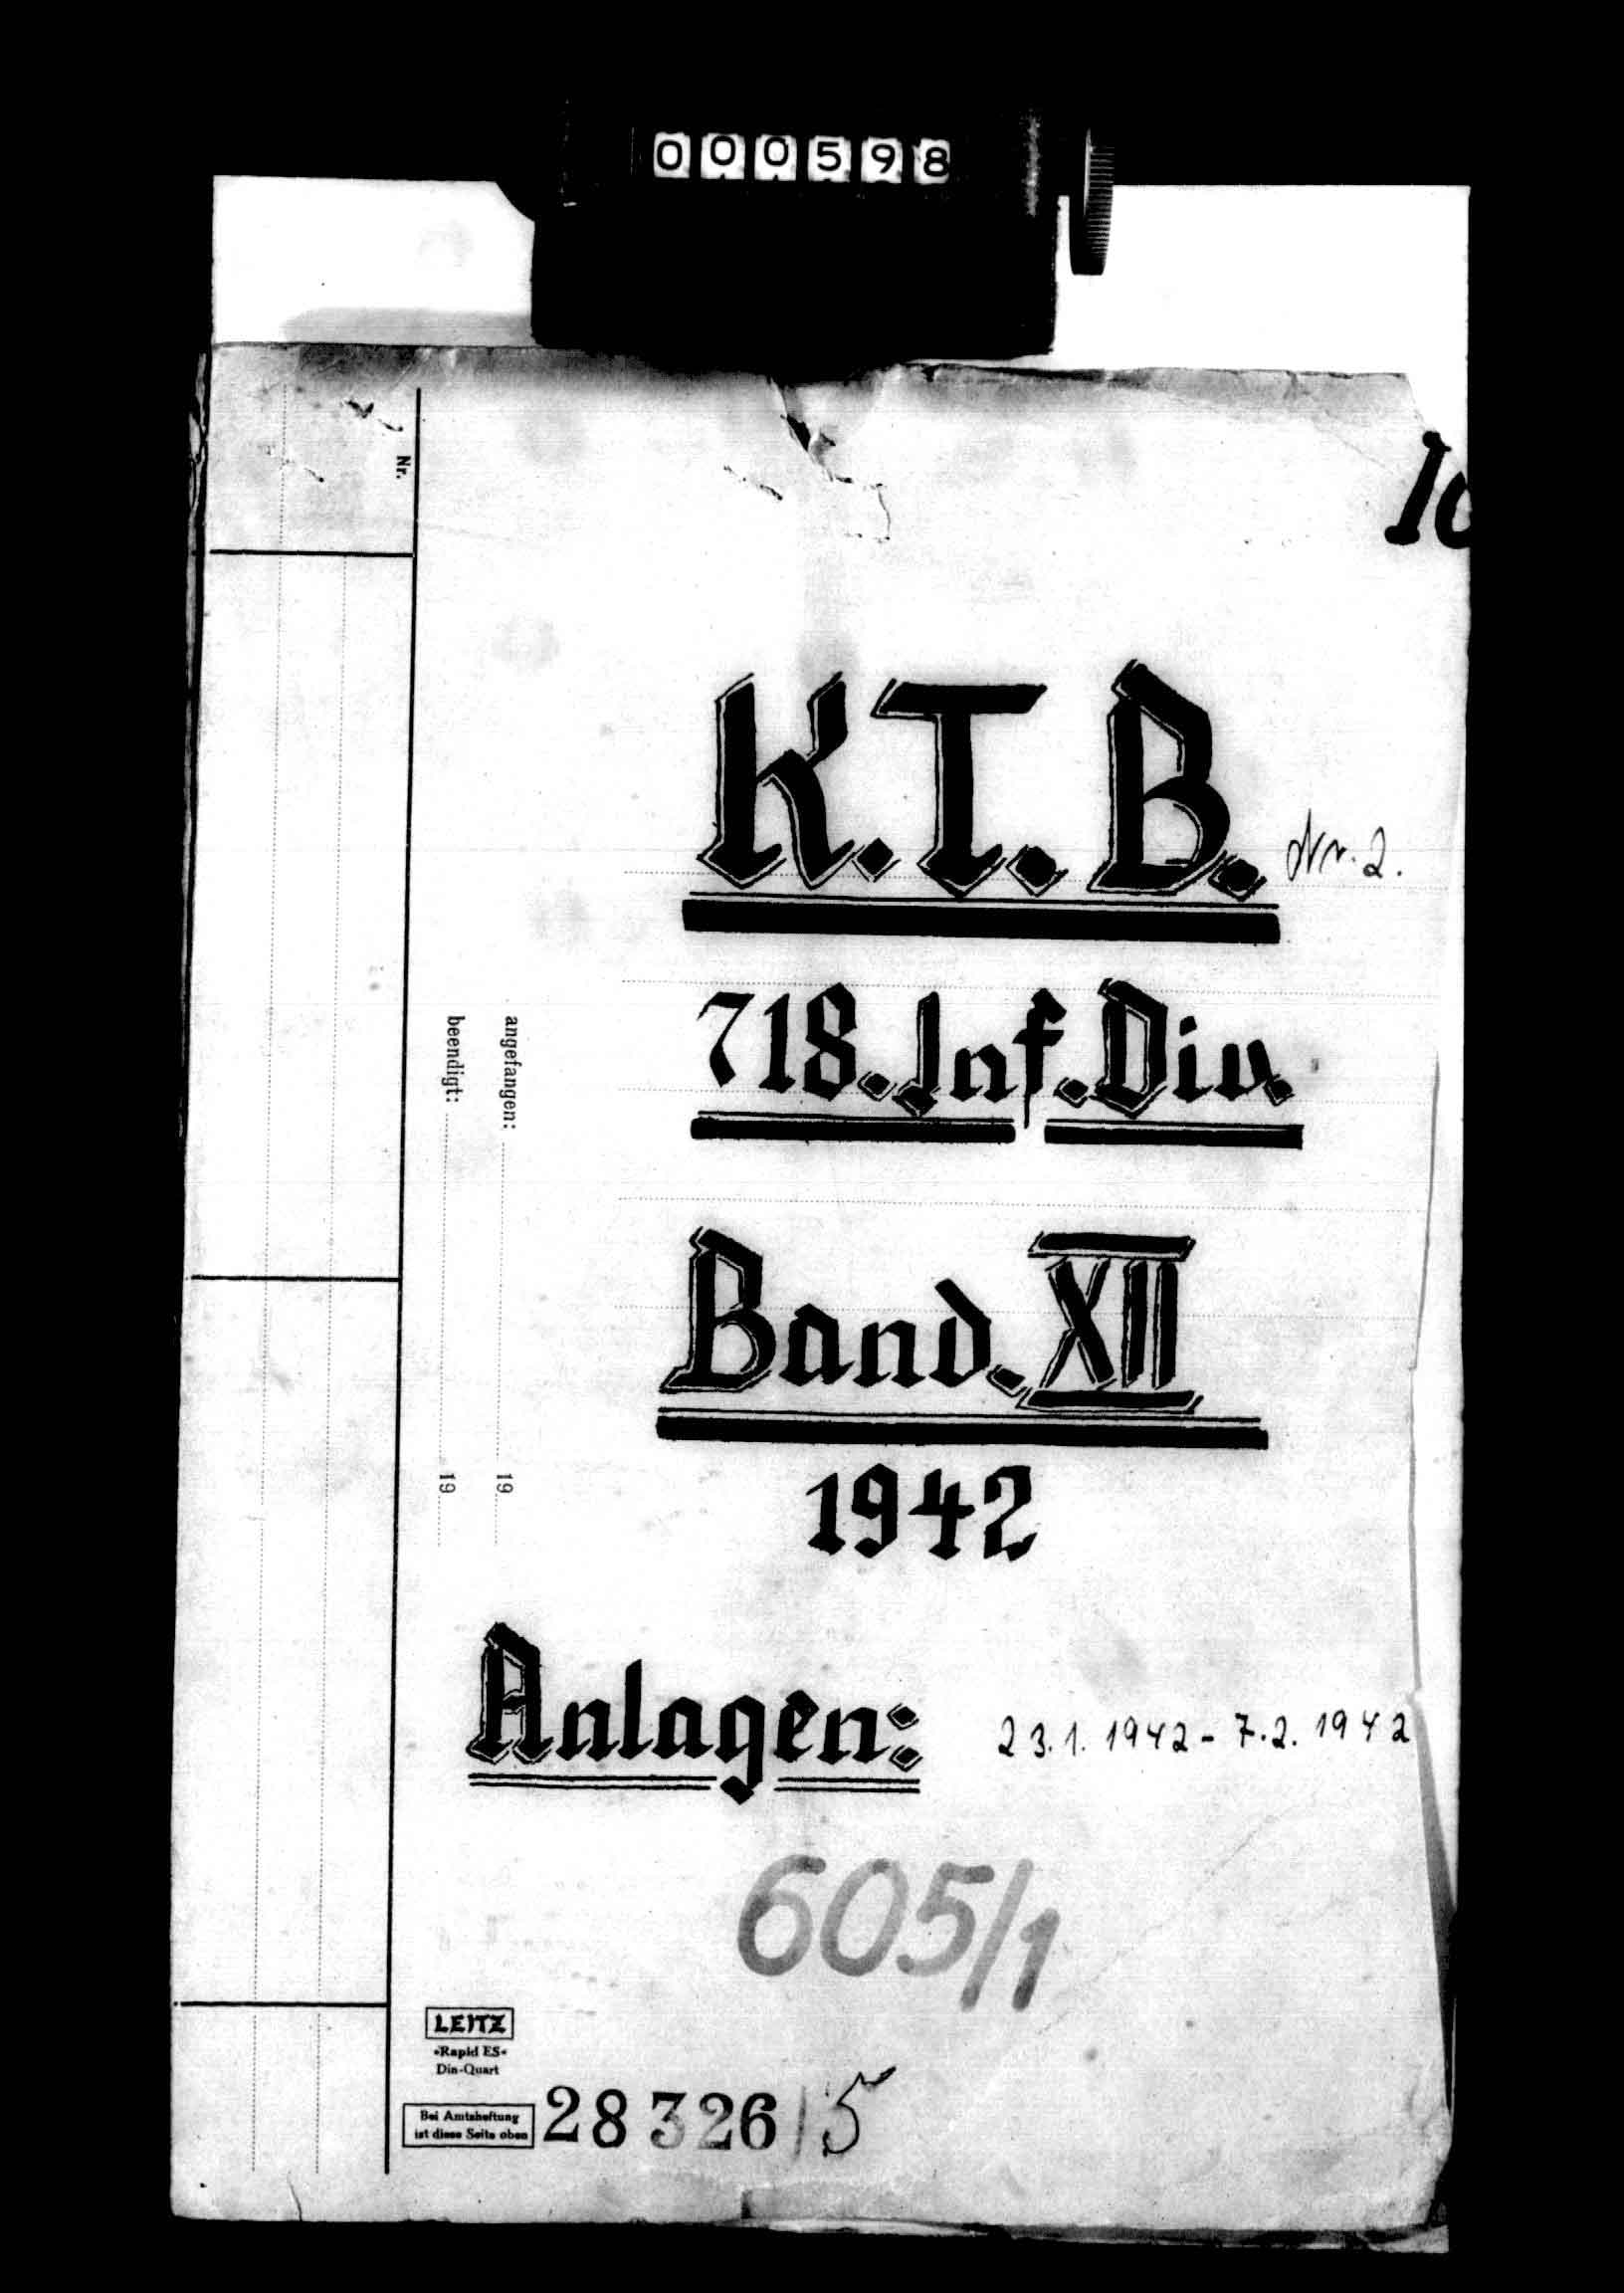 000598
Nr.
K.T.B. Nr. 2.
718. Inf. Div.
angefangen: 19
beendigt: 19
Band. XII
1942
Anlagen: 23.1.1942 - 7.2.1942
605/1
LEITZ
"Rapid ES"
Din-Quart
Bei Amtsheftung
ist diese Seite oben
28326/5